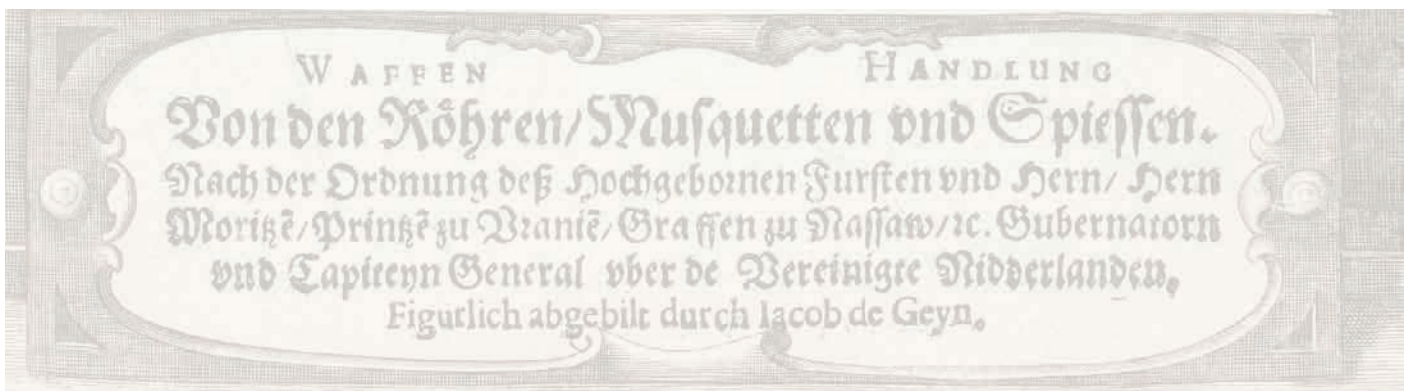 WAFFEN HANDLUNG
Von den Röhren/Musquetten vnd Spiessen.
Nach der Ordnung deß Hochgebornen Fursten vnd Hern/ Hern
Moritzē/Printzē zu Vraniē/Graffen zu Nassaw/ꝛc. Gubernatorn
vnd Capiteyn General vber de Vereinigte Nidderlanden.
Figurlich abgebilt durch Iacob de Geyn.